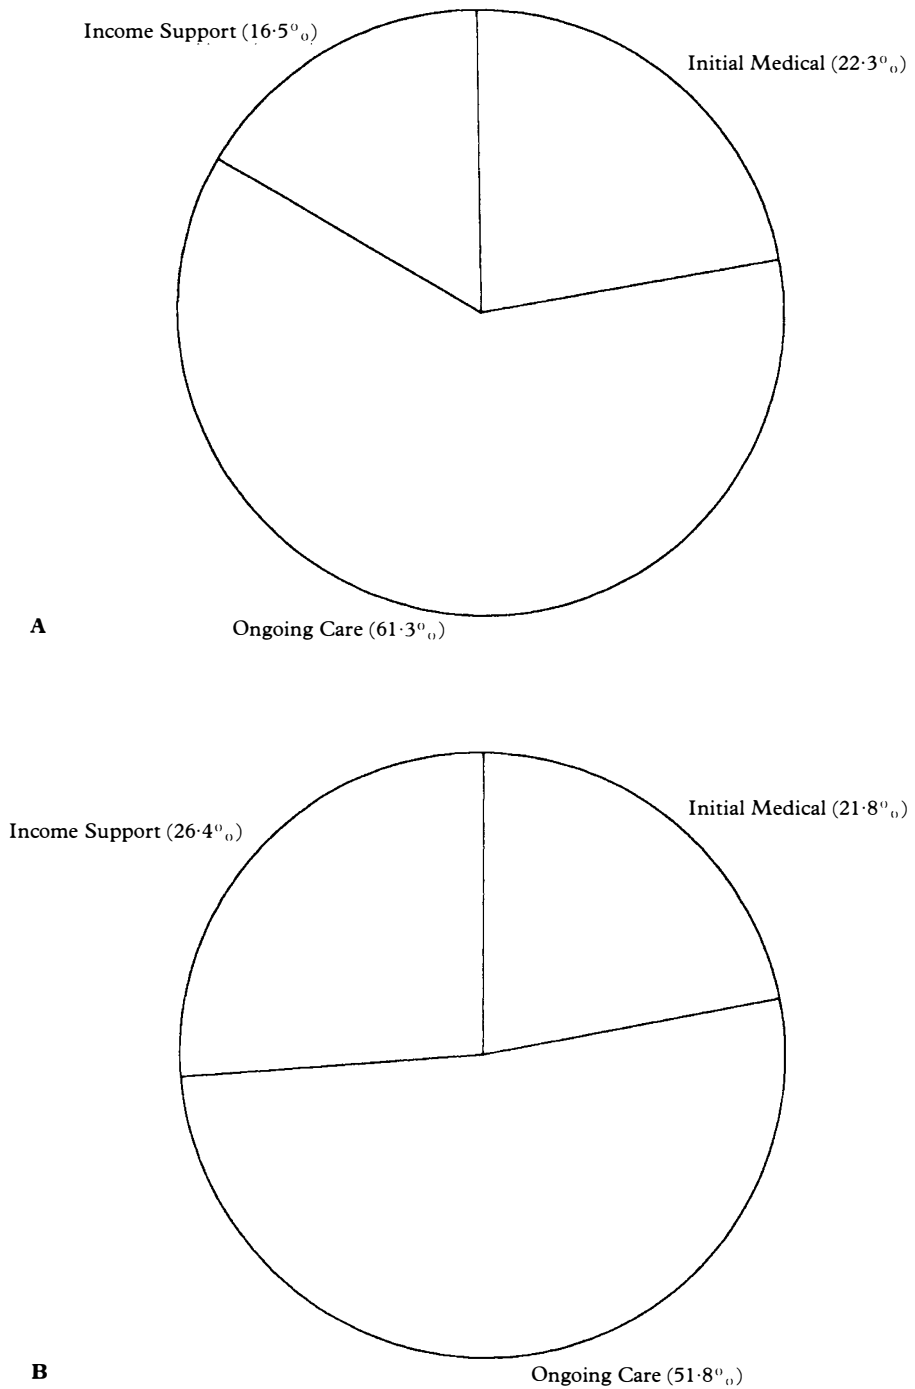 Income Support (16·5%)
Initial Medical (22·3%)
A
Ongoing Care (61·3%)
Income Support (26·4%)
Initial Medical (21·8%)
B
Ongoing Care (51·8%)